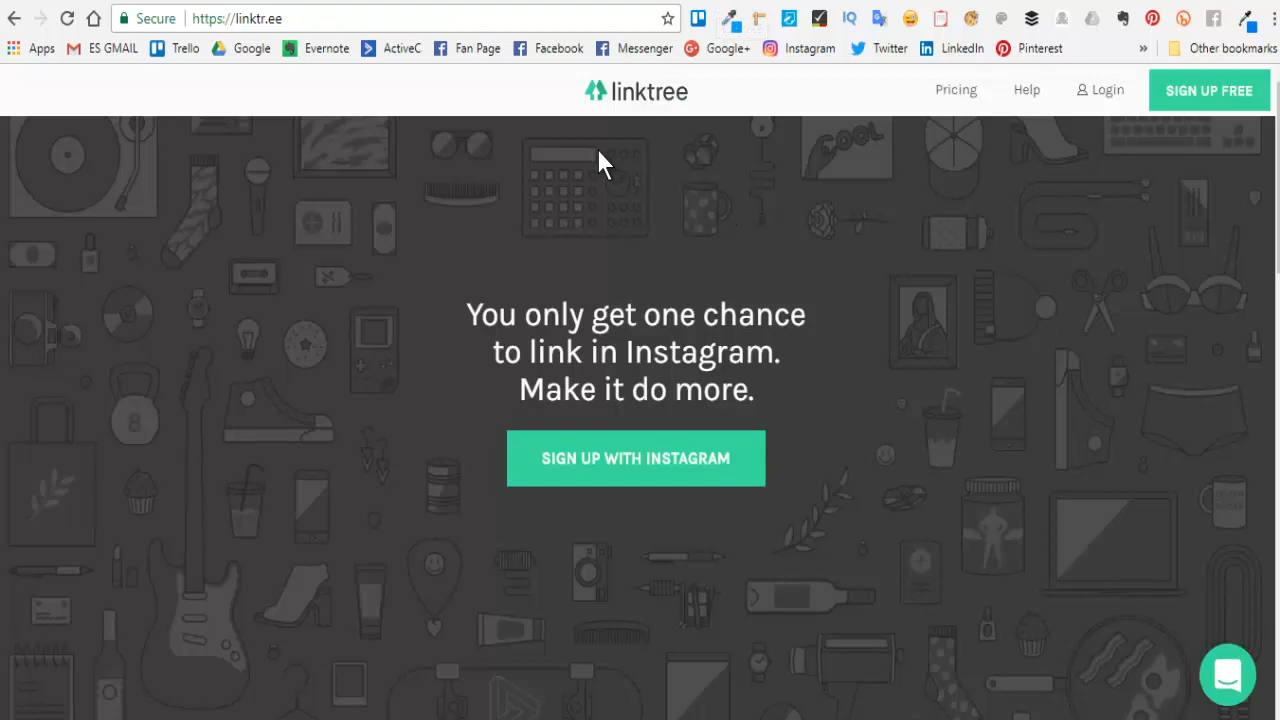 Secure https://linktr.ee
Apps ES GMAIL Trello Google Evernote ActiveC Fan Page Facebook Messenger Google+ Instagram Twitter LinkedIn Pinterest » Other bookmarks
linktree Pricing Help Login SIGN UP FREE
COOL
You only get one chance
to link in Instagram.
Make it do more.
SIGN UP WITH INSTAGRAM